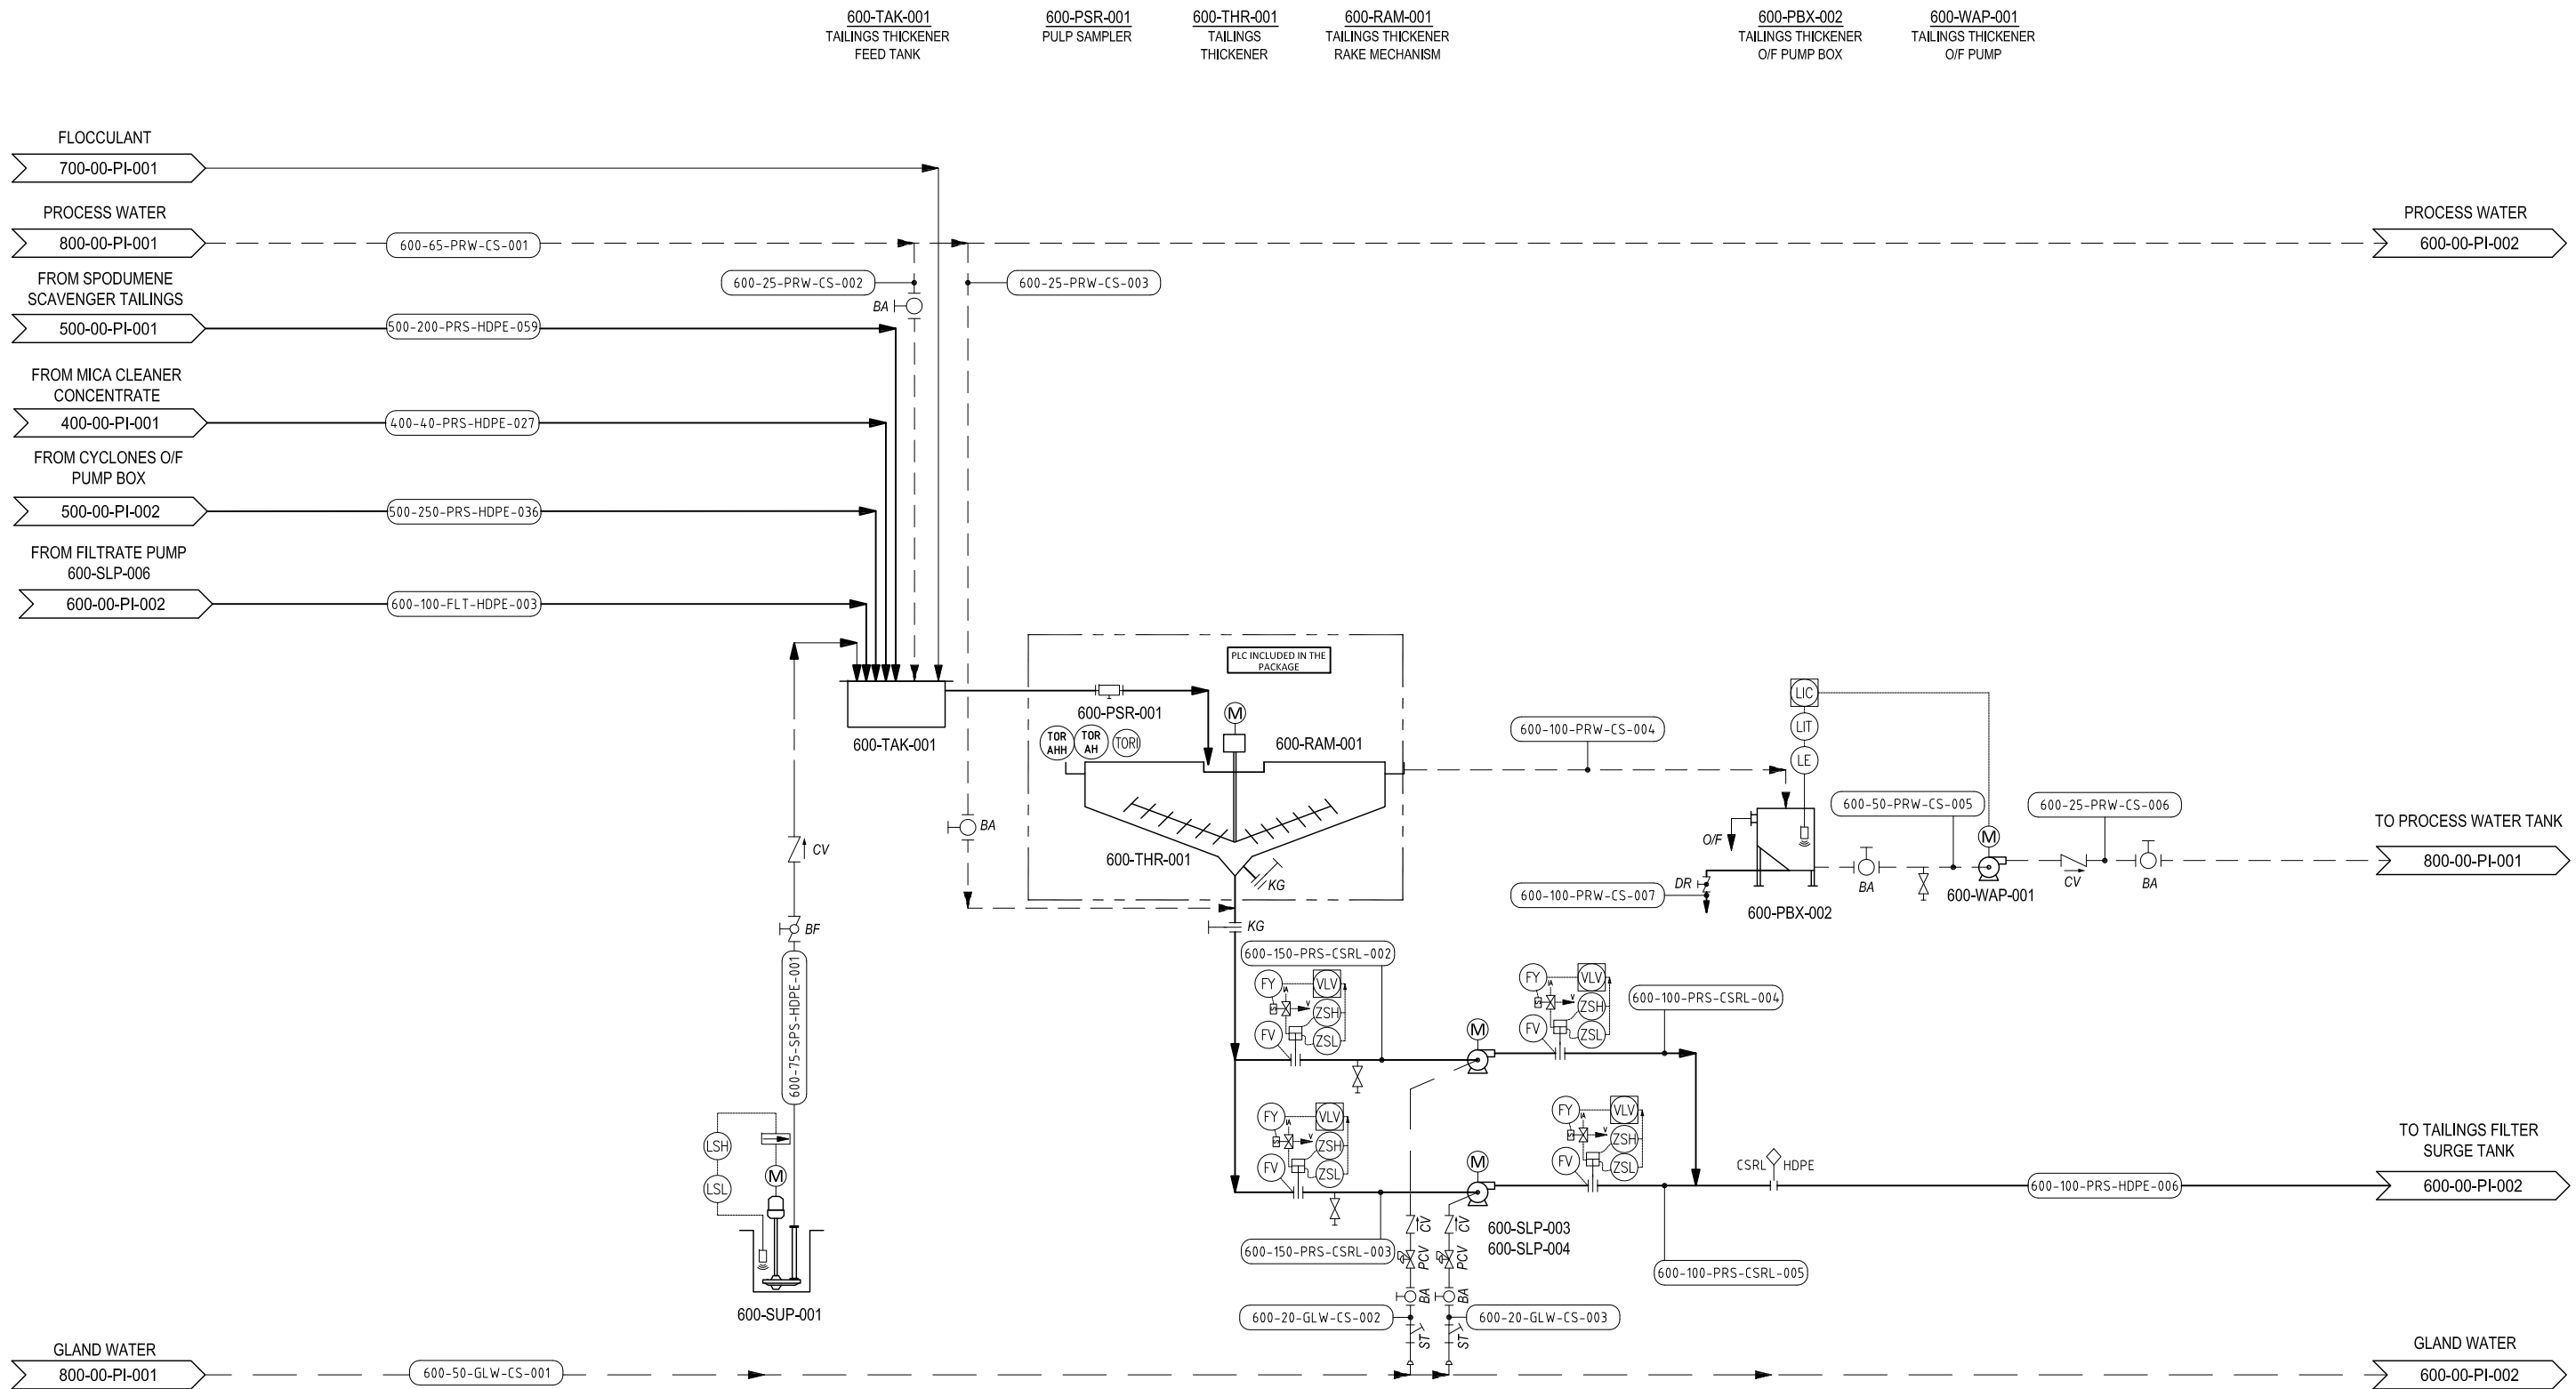 600-TAK-001
TAILINGS THICKENER
FEED TANK
600-PSR-001
PULP SAMPLER
600-THR-001
TAILINGS
THICKENER
600-RAM-001
TAILINGS THICKENER
RAKE MECHANISM
600-PBX-002
TAILINGS THICKENER
O/F PUMP BOX
600-WAP-001
TAILINGS THICKENER
O/F PUMP
FLOCCULANT
700-00-PI-001
PROCESS WATER
800-00-PI-001
600-65-PRW-CS-001
PROCESS WATER
600-00-PI-002
FROM SPODUMENE
SCAVENGER TAILINGS
500-00-PI-001
500-200-PRS-HDPE-059
600-25-PRW-CS-002
600-25-PRW-CS-003
BA
FROM MICA CLEANER
CONCENTRATE
400-00-PI-001
400-40-PRS-HDPE-027
FROM CYCLONES O/F
PUMP BOX
500-00-PI-002
500-250-PRS-HDPE-036
FROM FILTRATE PUMP
600-SLP-006
600-00-PI-002
600-100-FLT-HDPE-003
PLC INCLUDED IN THE
PACKAGE
600-PSR-001
600-TAK-001
TOR
AHH
TOR
AH
TORI
M
600-RAM-001
600-THR-001
KG
BA
KG
600-100-PRW-CS-004
LIC
LIT
LE
O/F
DR
600-100-PRW-CS-007
600-PBX-002
600-50-PRW-CS-005
BA
M
600-WAP-001
600-25-PRW-CS-006
CV
BA
TO PROCESS WATER TANK
800-00-PI-001
CV
BF
600-75-SPS-HDPE-001
LSH
LSL
M
600-SUP-001
600-150-PRS-CSRL-002
FY
IA
VLV
V
ZSH
FV
ZSL
M
FY
IA
VLV
V
ZSH
FV
ZSL
600-100-PRS-CSRL-004
FY
IA
VLV
V
ZSH
FV
ZSL
M
FY
IA
VLV
V
ZSH
FV
ZSL
CSRL
HDPE
600-150-PRS-CSRL-003
600-SLP-003
600-SLP-004
600-100-PRS-CSRL-005
600-100-PRS-HDPE-006
TO TAILINGS FILTER
SURGE TANK
600-00-PI-002
CV
CV
PCV
PCV
BA
BA
600-20-GLW-CS-002
600-20-GLW-CS-003
ST
ST
GLAND WATER
800-00-PI-001
600-50-GLW-CS-001
GLAND WATER
600-00-PI-002